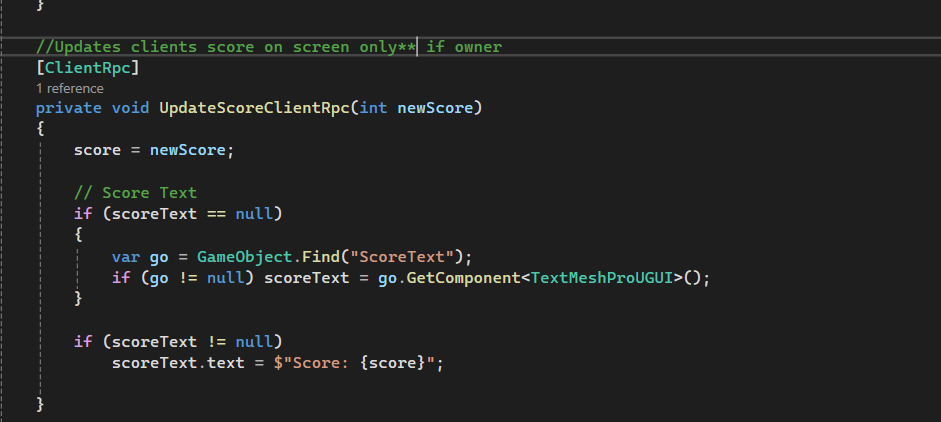 }
//Updates clients score on screen only** if owner
[ClientRpc]
1 reference
private void UpdateScoreClientRpc(int newScore)
{
score = newScore;
// Score Text
if (scoreText == null)
{
var go = GameObject.Find("ScoreText");
if (go != null) scoreText = go.GetComponent<TextMeshProUGUI>();
}
if (scoreText != null)
scoreText.text = $"Score: {score}";
}